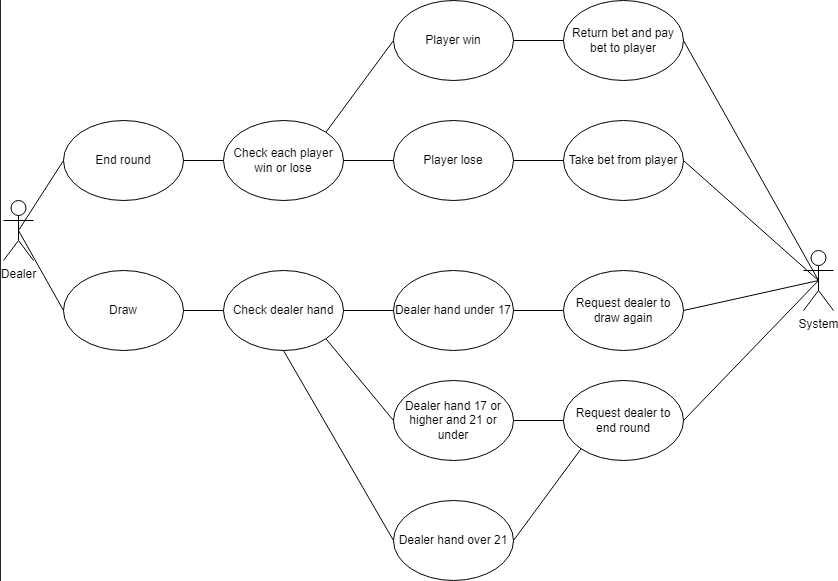 Player win
Return bet and pay
bet to player
End round
Check each player
win or lose
Player lose
Take bet from player
Dealer
Draw
Check dealer hand
Dealer hand under 17
Request dealer to
draw again
System
Dealer hand 17 or
higher and 21 or
under
Request dealer to
end round
Dealer hand over 21